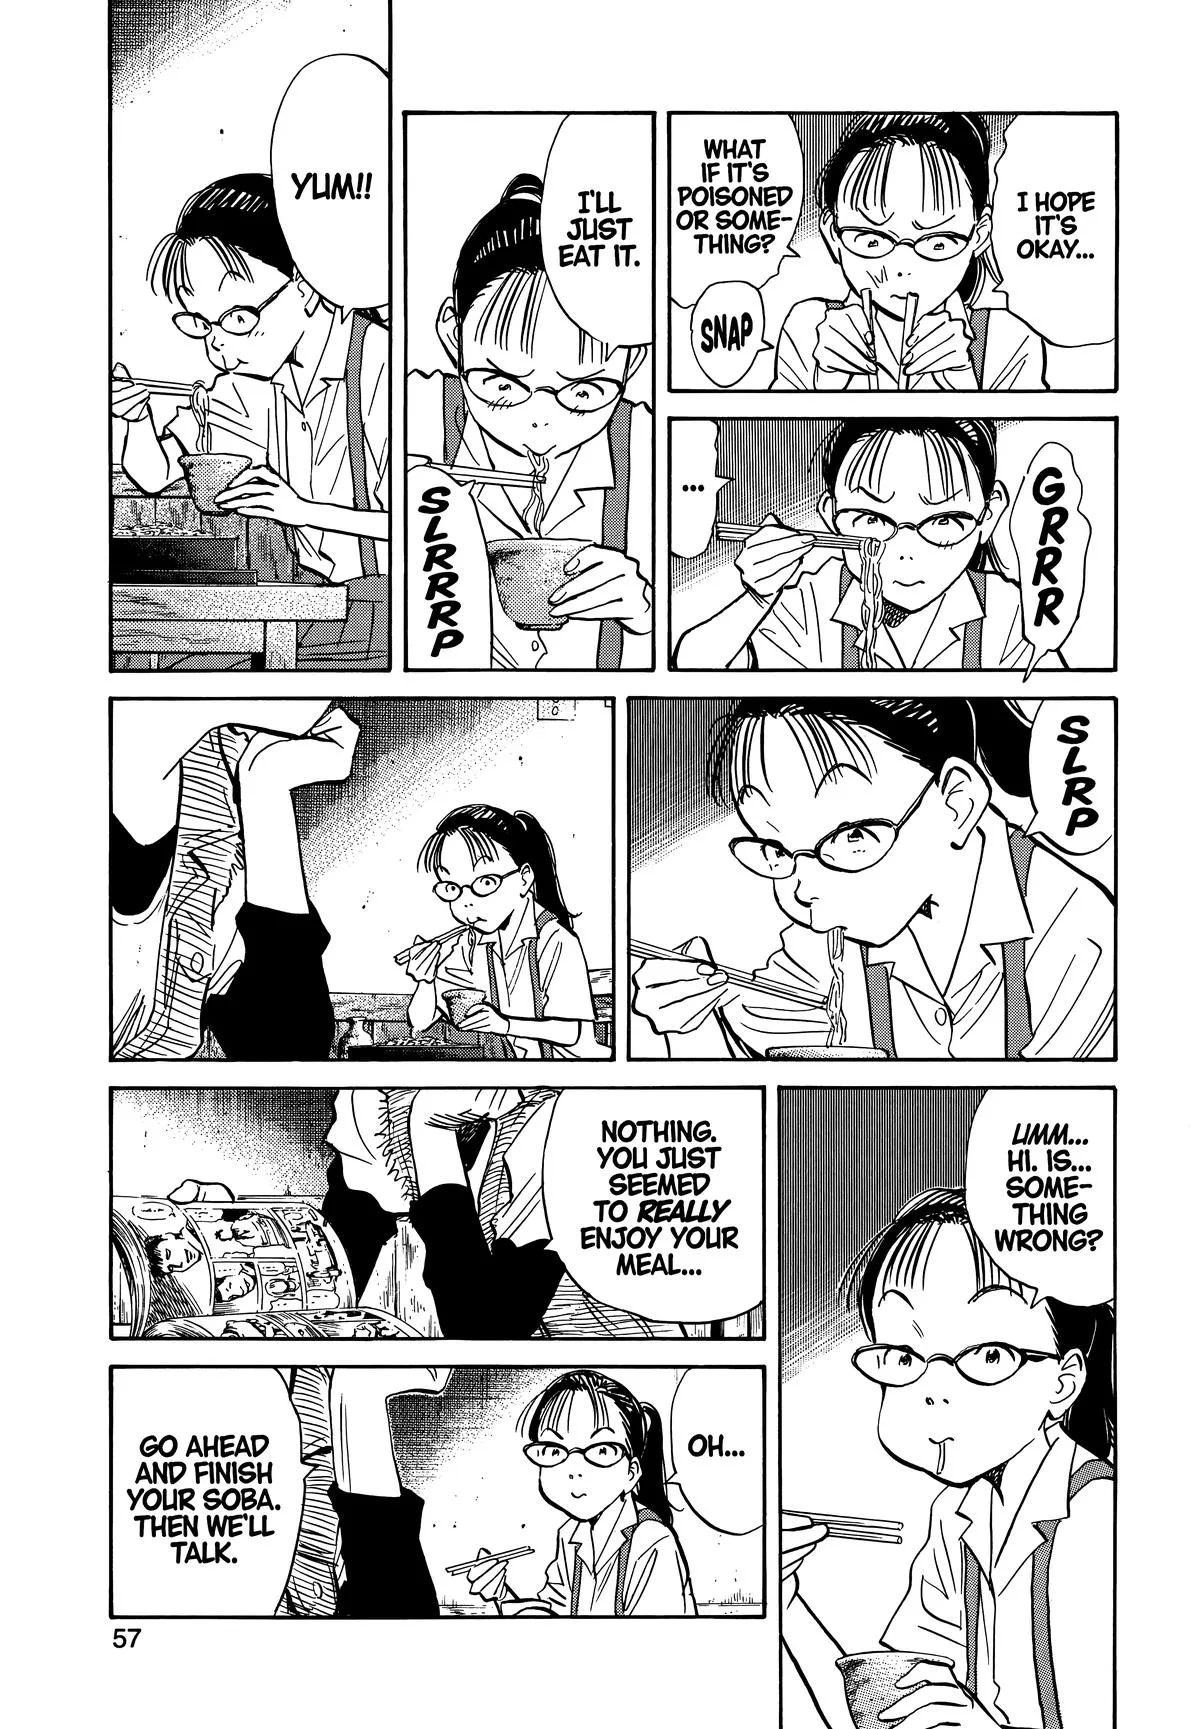 I HOPE
IT'S
OKAY...
WHAT
IF IT'S
POISONED
OR SOME-
THING?
SNAP
GRRR
...
I'LL
JUST
EAT IT.
SLRRRP
YUM!!
SLRP
UMM...
HI. IS...
SOME-
THING
WRONG?
NOTHING.
YOU JUST
SEEMED
TO REALLY
ENJOY YOUR
MEAL...
OH...
GO AHEAD
AND FINISH
YOUR SOBA.
THEN WE'LL
TALK.
57